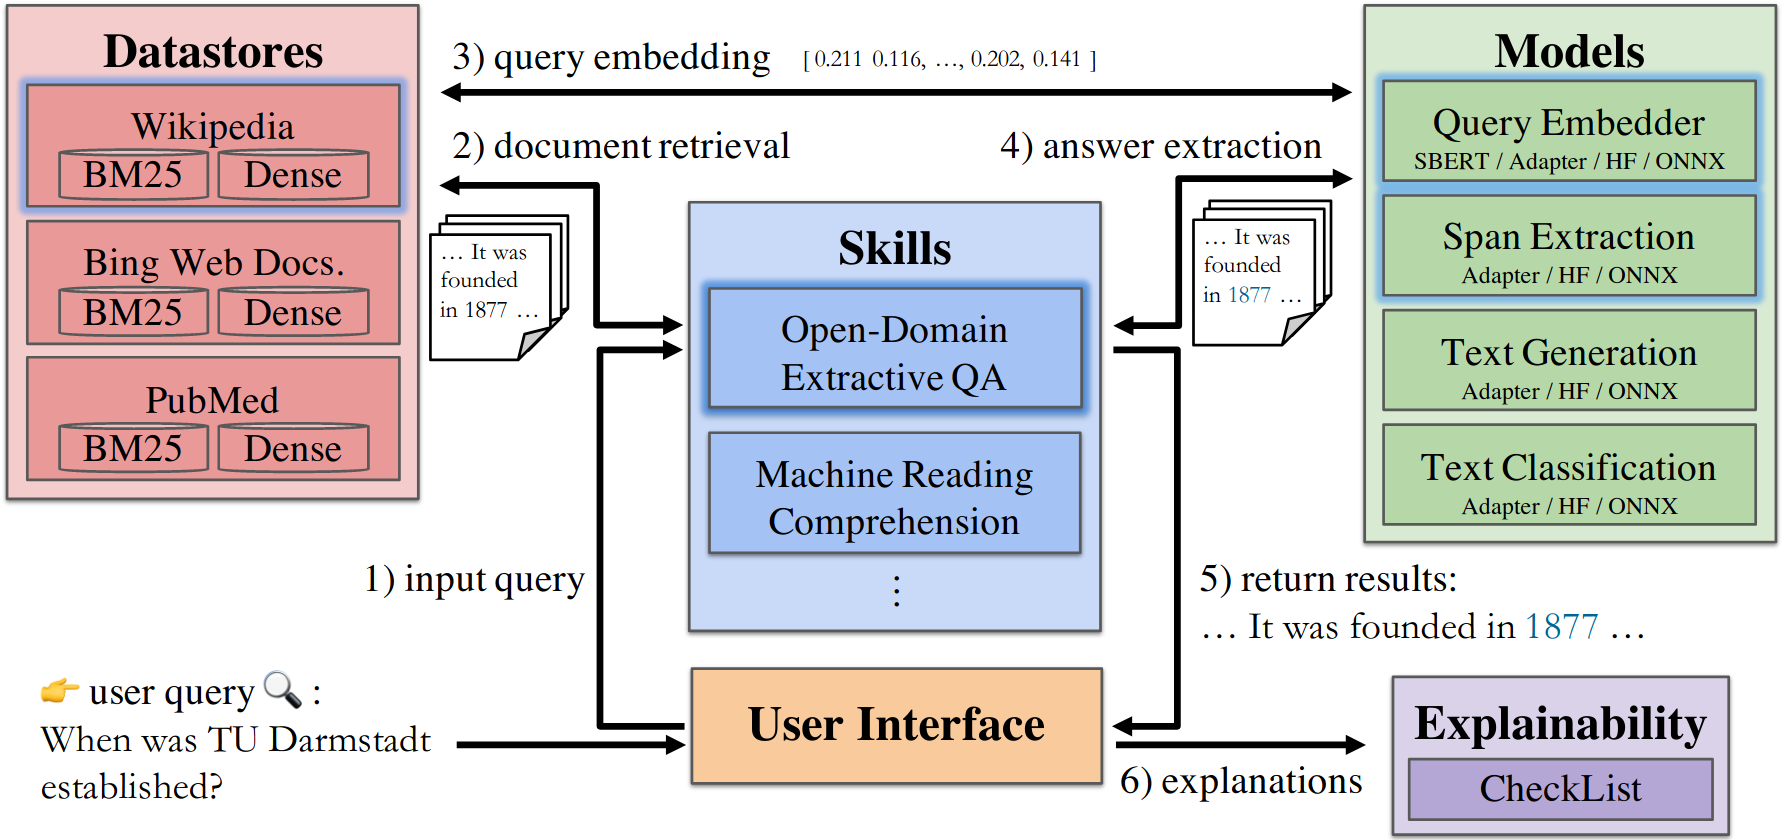 Datastores
Wikipedia
BM25 Dense
Bing Web Docs.
BM25 Dense
PubMed
BM25 Dense
3) query embedding [ 0.211 0.116, …, 0.202, 0.141 ]
2) document retrieval
4) answer extraction
… It was
founded
in 1877 …
… It was
founded
in 1877 …
Models
Query Embedder
SBERT / Adapter / HF / ONNX
Span Extraction
Adapter / HF / ONNX
Text Generation
Adapter / HF / ONNX
Text Classification
Adapter / HF / ONNX
Skills
Open-Domain
Extractive QA
Machine Reading
Comprehension
⋮
1) input query
5) return results:
… It was founded in 1877 …
👉 user query 🔍 :
When was TU Darmstadt
established?
User Interface
6) explanations
Explainability
CheckList